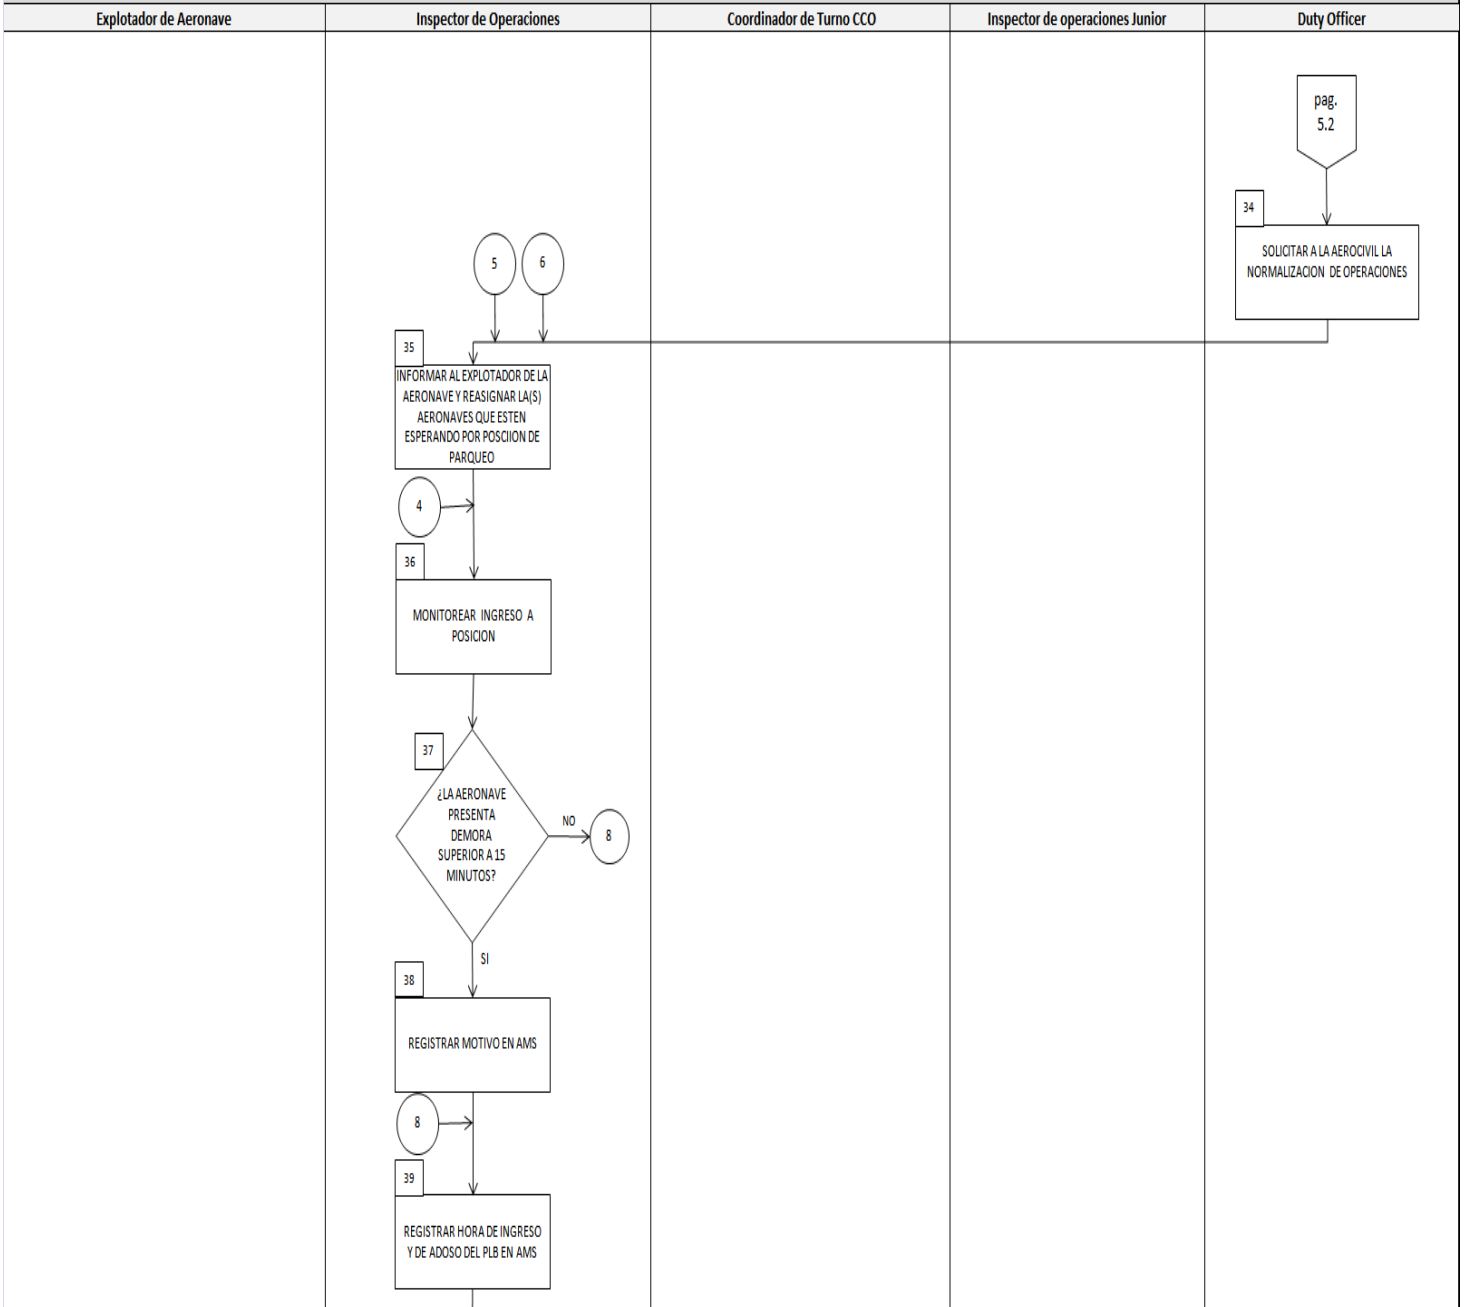 Explotador de Aeronave
Inspector de Operaciones
Coordinador de Turno CCO
Inspector de operaciones Junior
Duty Officer
pag.
5.2
34
SOLICITAR A LA AEROCIVIL LA
NORMALIZACION DE OPERACIONES
5
6
35
INFORMAR AL EXPLOTADOR DE LA
AERONAVE Y REASIGNAR LA(S)
AERONAVES QUE ESTEN
ESPERANDO POR POSCIION DE
PARQUEO
4
36
MONITOREAR INGRESO A
POSICION
37
¿LA AERONAVE
PRESENTA
DEMORA
SUPERIOR A 15
MINUTOS?
NO
8
SI
38
REGISTRAR MOTIVO EN AMS
8
39
REGISTRAR HORA DE INGRESO
Y DE ADOSO DEL PLB EN AMS